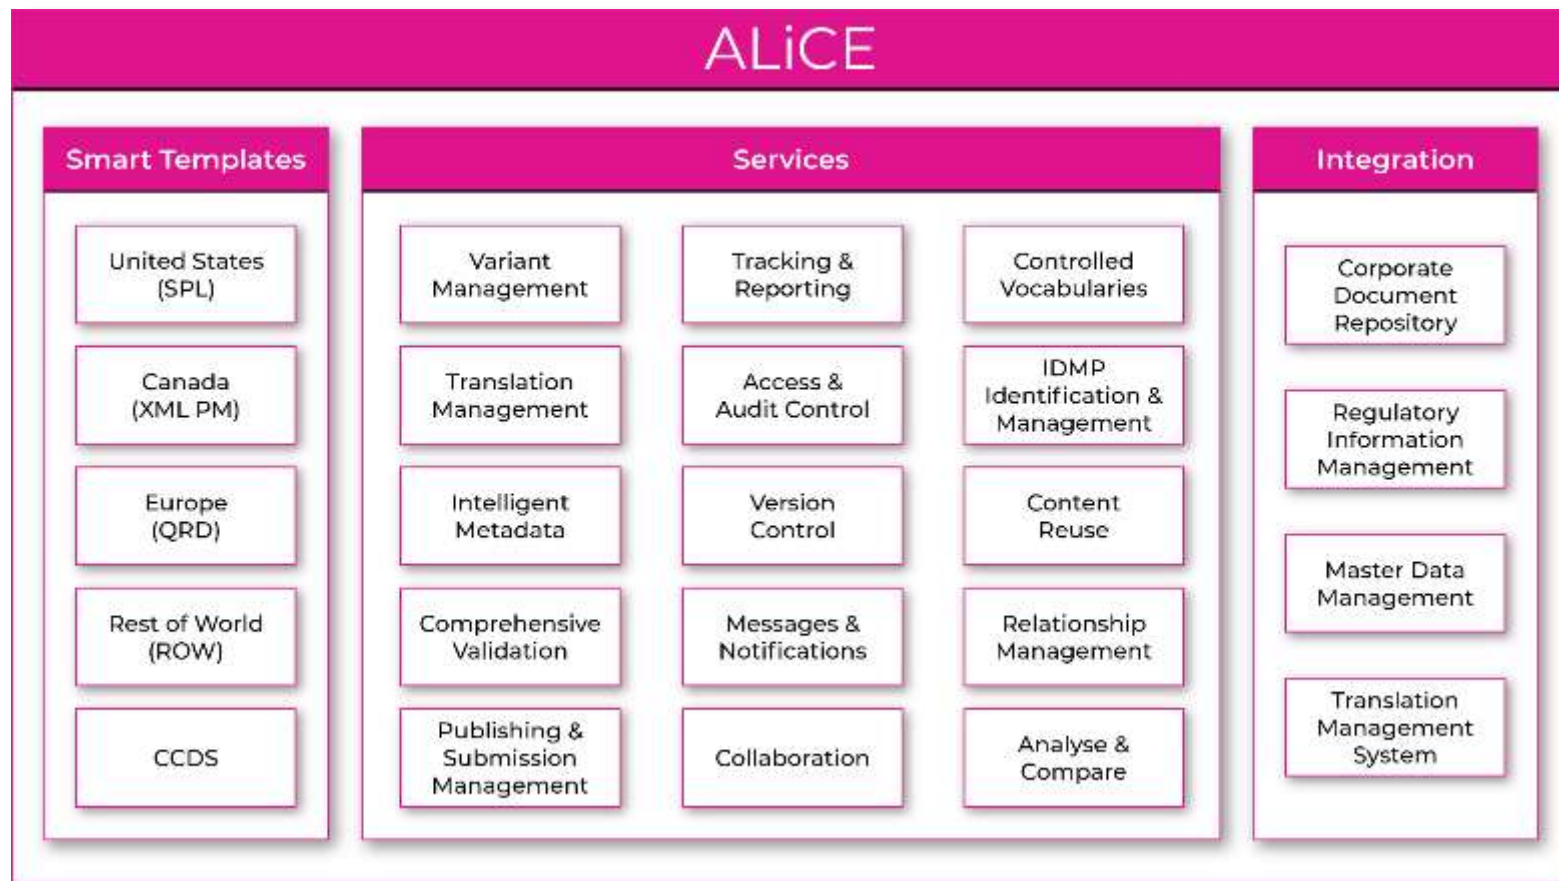 ALiCE
Smart Templates
United States
(SPL)
Canada
(XML PM)
Europe
(QRD)
Rest of World
(ROW)
CCDS
Services
Variant
Management
Tracking &
Reporting
Controlled
Vocabularies
Translation
Management
Access &
Audit Control
IDMP
Identification &
Management
Intelligent
Metadata
Version
Control
Content
Reuse
Comprehensive
Validation
Messages &
Notifications
Relationship
Management
Publishing &
Submission
Management
Collaboration
Analyse &
Compare
Integration
Corporate
Document
Repository
Regulatory
Information
Management
Master Data
Management
Translation
Management
System